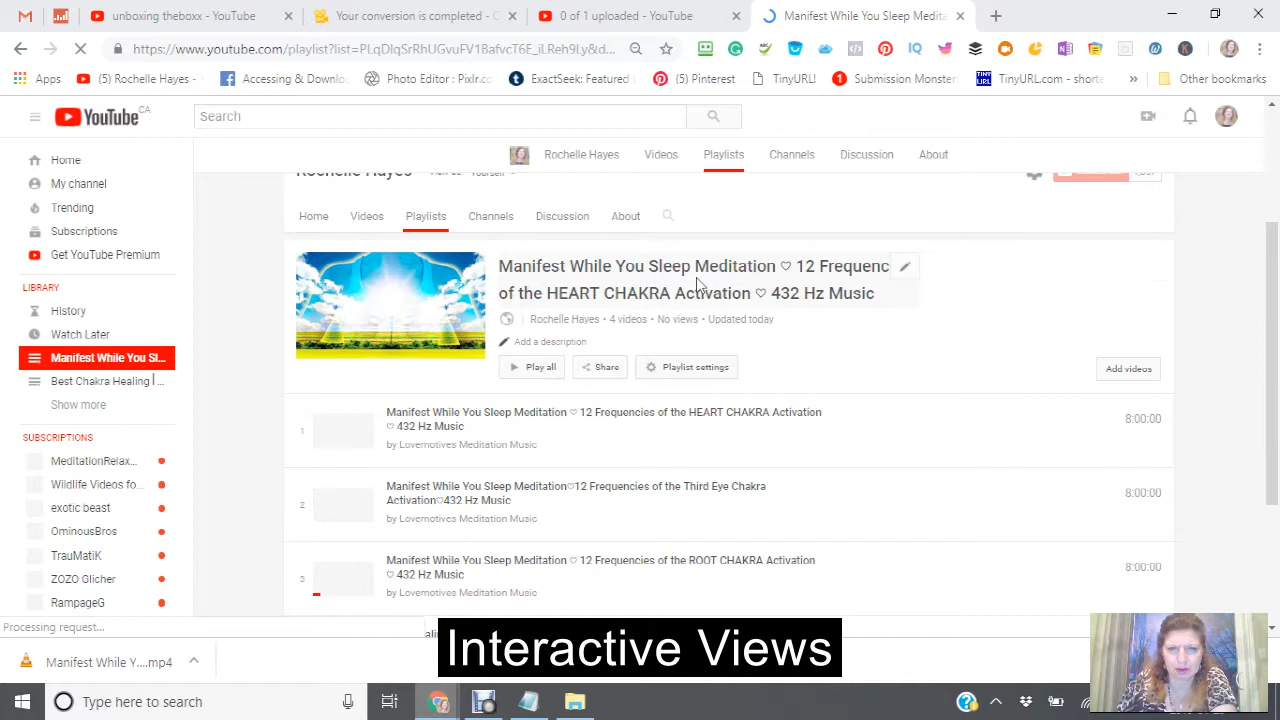 unboxing theboxx - YouTube
Your conversion is completed - C
0 of 1 uploaded - YouTube
Manifest While You Sleep Medita
https://www.youtube.com/playlist?list=PLqDlqSrRhUGvuFV1BafvcT6E_iLReh9Ly&d...
Apps
(5) Rochelle Hayes -
Accessing & Downlo
Photo Editor: Pixlr.c
ExactSeek: Featured
(5) Pinterest
TinyURL!
Submission Monster
TinyURL.com - shorte
Other bookmarks
YouTube CA
Search
Rochelle Hayes
Videos
Playlists
Channels
Discussion
About
Home
My channel
Trending
Subscriptions
Get YouTube Premium
LIBRARY
History
Watch Later
Manifest While You Sl...
Best Chakra Healing | ...
Show more
SUBSCRIPTIONS
MeditationRelax...
Wildlife Videos fo...
exotic beast
OminousBros
TrauMatiK
ZOZO Glicher
RampageG
Rochelle Hayes
Home
Videos
Playlists
Channels
Discussion
About
Manifest While You Sleep Meditation ♡ 12 Frequenc
of the HEART CHAKRA Activation ♡ 432 Hz Music
Rochelle Hayes • 4 videos • No views • Updated today
Add a description
Play all
Share
Playlist settings
Add videos
1
Manifest While You Sleep Meditation ♡ 12 Frequencies of the HEART CHAKRA Activation
♡ 432 Hz Music
by Lovemotives Meditation Music
8:00:00
2
Manifest While You Sleep Meditation♡12 Frequencies of the Third Eye Chakra
Activation♡432 Hz Music
by Lovemotives Meditation Music
8:00:00
3
Manifest While You Sleep Meditation ♡ 12 Frequencies of the ROOT CHAKRA Activation
♡ 432 Hz Music
by Lovemotives Meditation Music
8:00:00
Processing request...
Interactive Views
Manifest While Y....mp4
Type here to search